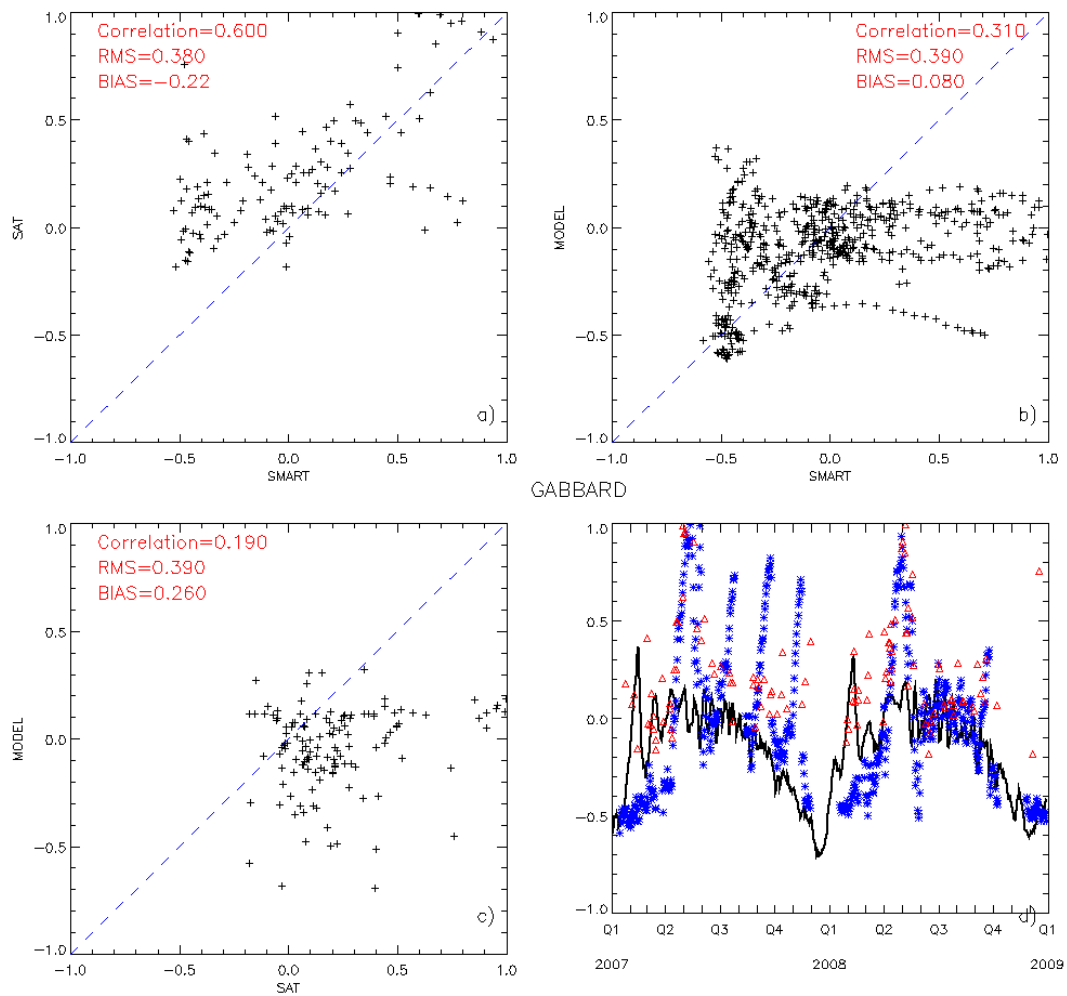 1.0
Correlation=0.600
RMS=0.380
BIAS=−0.22
0.5
SAT
0.0
−0.5
−1.0
a)
−1.0 −0.5 0.0 0.5 1.0
SMART
1.0
Correlation=0.310
RMS=0.390
BIAS=0.080
0.5
MODEL
0.0
−0.5
−1.0
b)
−1.0 −0.5 0.0 0.5 1.0
SMART
GABBARD
1.0
Correlation=0.190
RMS=0.390
BIAS=0.260
0.5
MODEL
0.0
−0.5
−1.0
c)
−1.0 −0.5 0.0 0.5 1.0
SAT
1.0
0.5
0.0
−0.5
−1.0
d)
Q1 Q2 Q3 Q4 Q1 Q2 Q3 Q4 Q1
2007 2008 2009